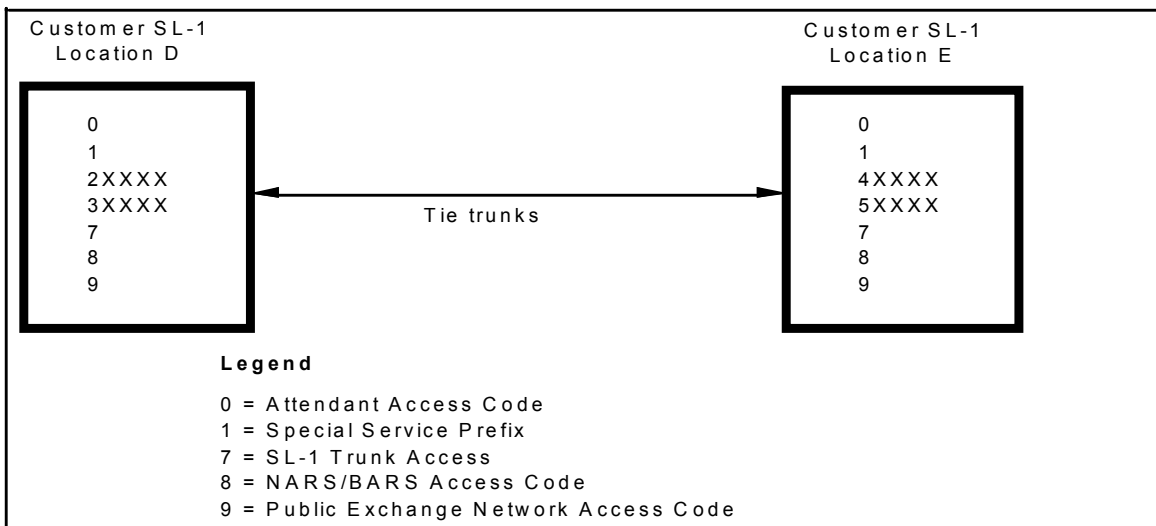 Customer SL-1
Location D
0
1
2XXXX
3XXXX
7
8
9
Tie trunks
Customer SL-1
Location E
0
1
4XXXX
5XXXX
7
8
9
Legend
0 = Attendant Access Code
1 = Special Service Prefix
7 = SL-1 Trunk Access
8 = NARS/BARS Access Code
9 = Public Exchange Network Access Code